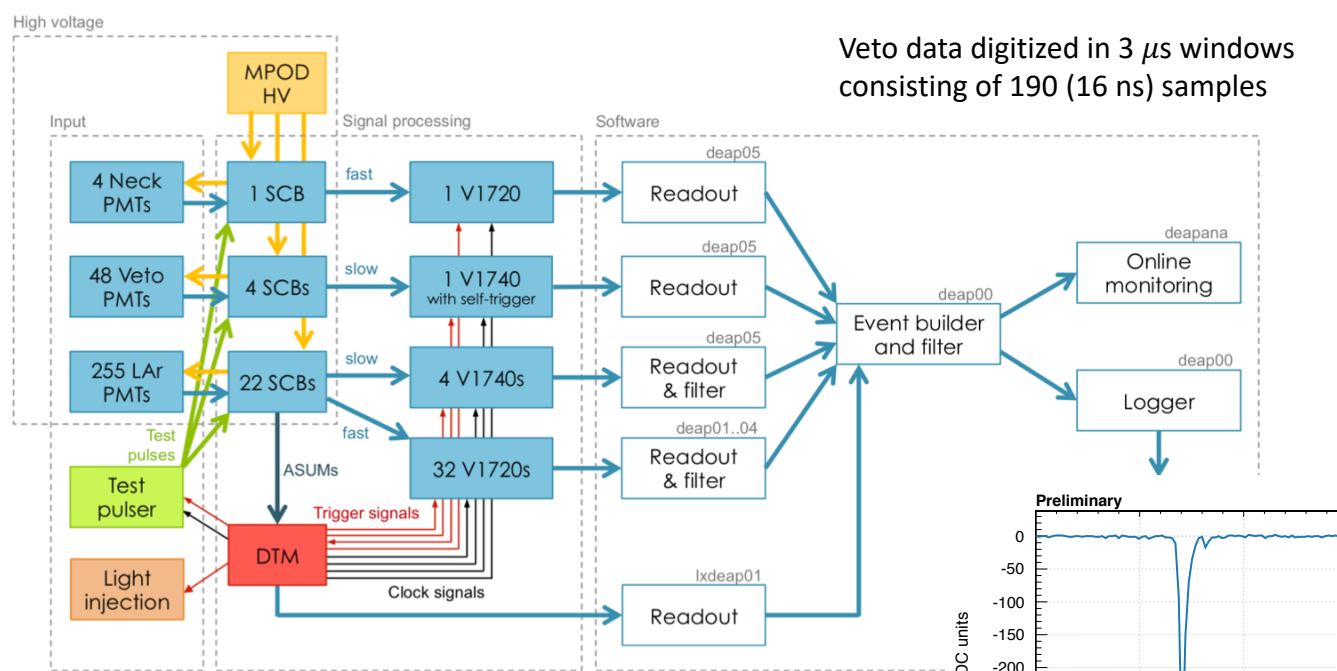 High voltage
Veto data digitized in 3 𝜇s windows
consisting of 190 (16 ns) samples
MPOD
HV
Input
Signal processing
Software
4 Neck
PMTs
1 SCB
fast
1 V1720
deap05
Readout
48 Veto
PMTs
4 SCBs
slow
1 V1740
with self-trigger
deap05
Readout
deapana
Online
monitoring
deap00
Event builder
and filter
255 LAr
PMTs
22 SCBs
slow
4 V1740s
deap05
Readout
& filter
deap00
Logger
fast
32 V1720s
deap01..04
Readout
& filter
Test
pulses
ASUMs
Test
pulser
Trigger signals
DTM
Clock signals
Light
injection
lxdeap01
Readout
Preliminary
0
-50
-100
-150
-200
DC units